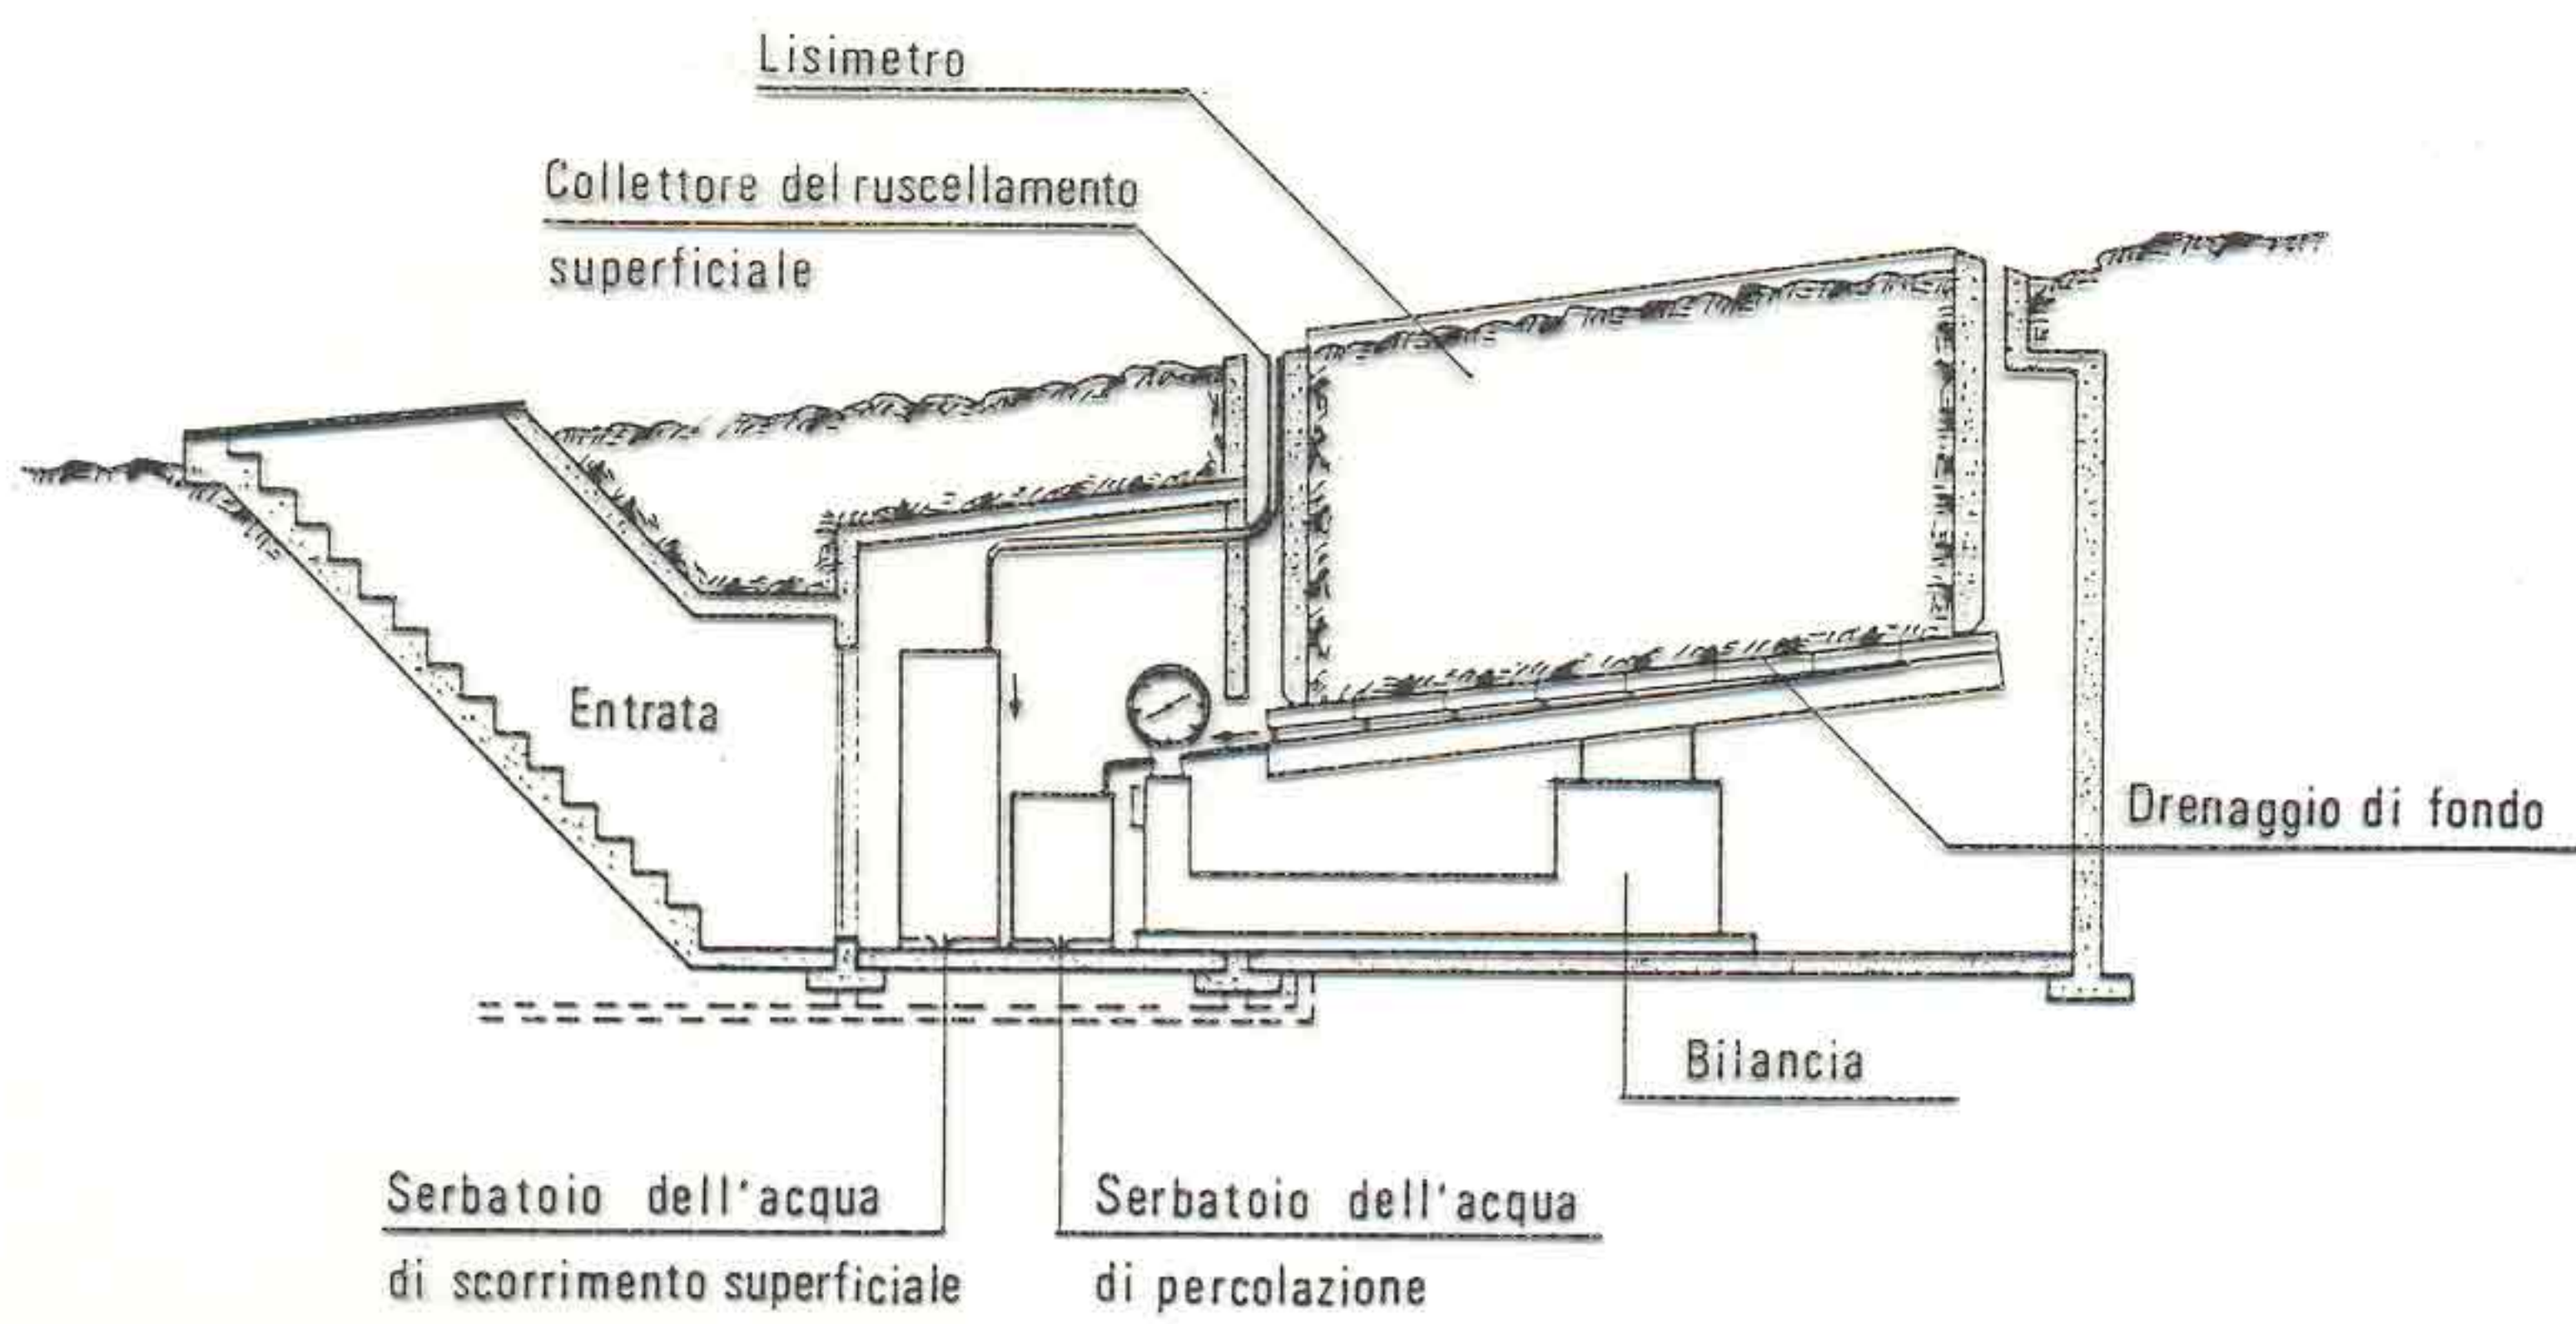 Lisimetro
Collettore del ruscellamento
superficiale
Entrata
Drenaggio di fondo
Bilancia
Serbatoio dell'acqua
di scorrimento superficiale
Serbatoio dell'acqua
di percolazione